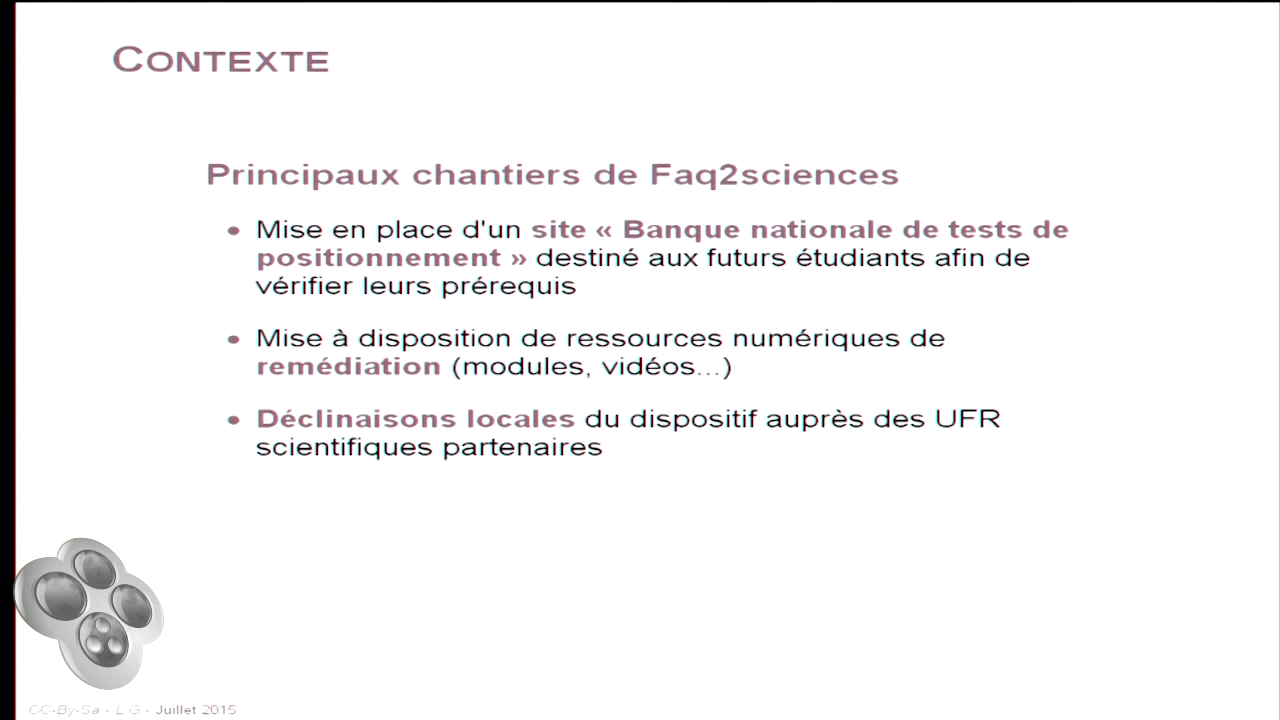 CONTEXTE
Principaux chantiers de Faq2sciences
• Mise en place d'un site « Banque nationale de tests de
positionnement » destiné aux futurs étudiants afin de
vérifier leurs prérequis
• Mise à disposition de ressources numériques de
remédiation (modules, vidéos...)
• Déclinaisons locales du dispositif auprès des UFR
scientifiques partenaires
CC-By-Sa - L G - Juillet 2015